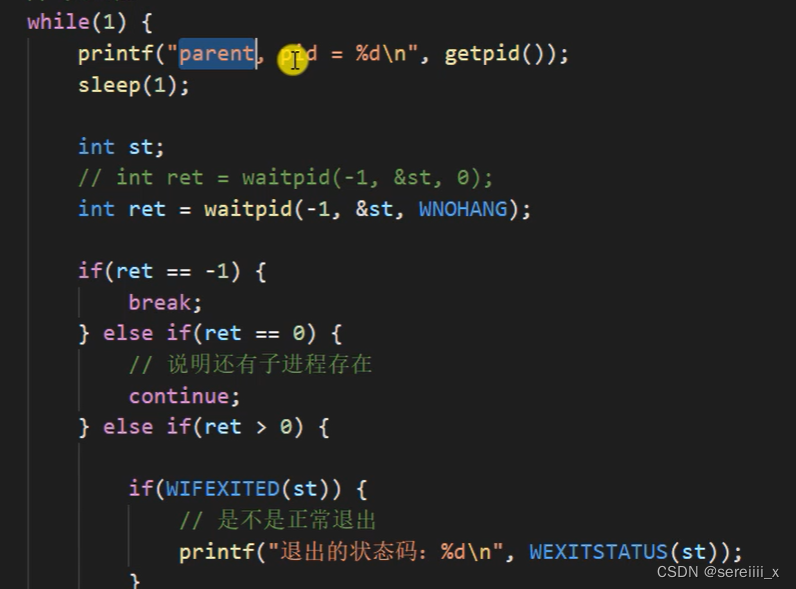 while(1) {
printf("parent, pid = %d\n", getpid());
sleep(1);
int st;
// int ret = waitpid(-1, &st, 0);
int ret = waitpid(-1, &st, WNOHANG);
if(ret == -1) {
break;
} else if(ret == 0) {
// 说明还有子进程存在
continue;
} else if(ret > 0) {
if(WIFEXITED(st)) {
// 是不是正常退出
printf("退出的状态码：%d\n", WEXITSTATUS(st));
}
CSDN @sereiiii_x